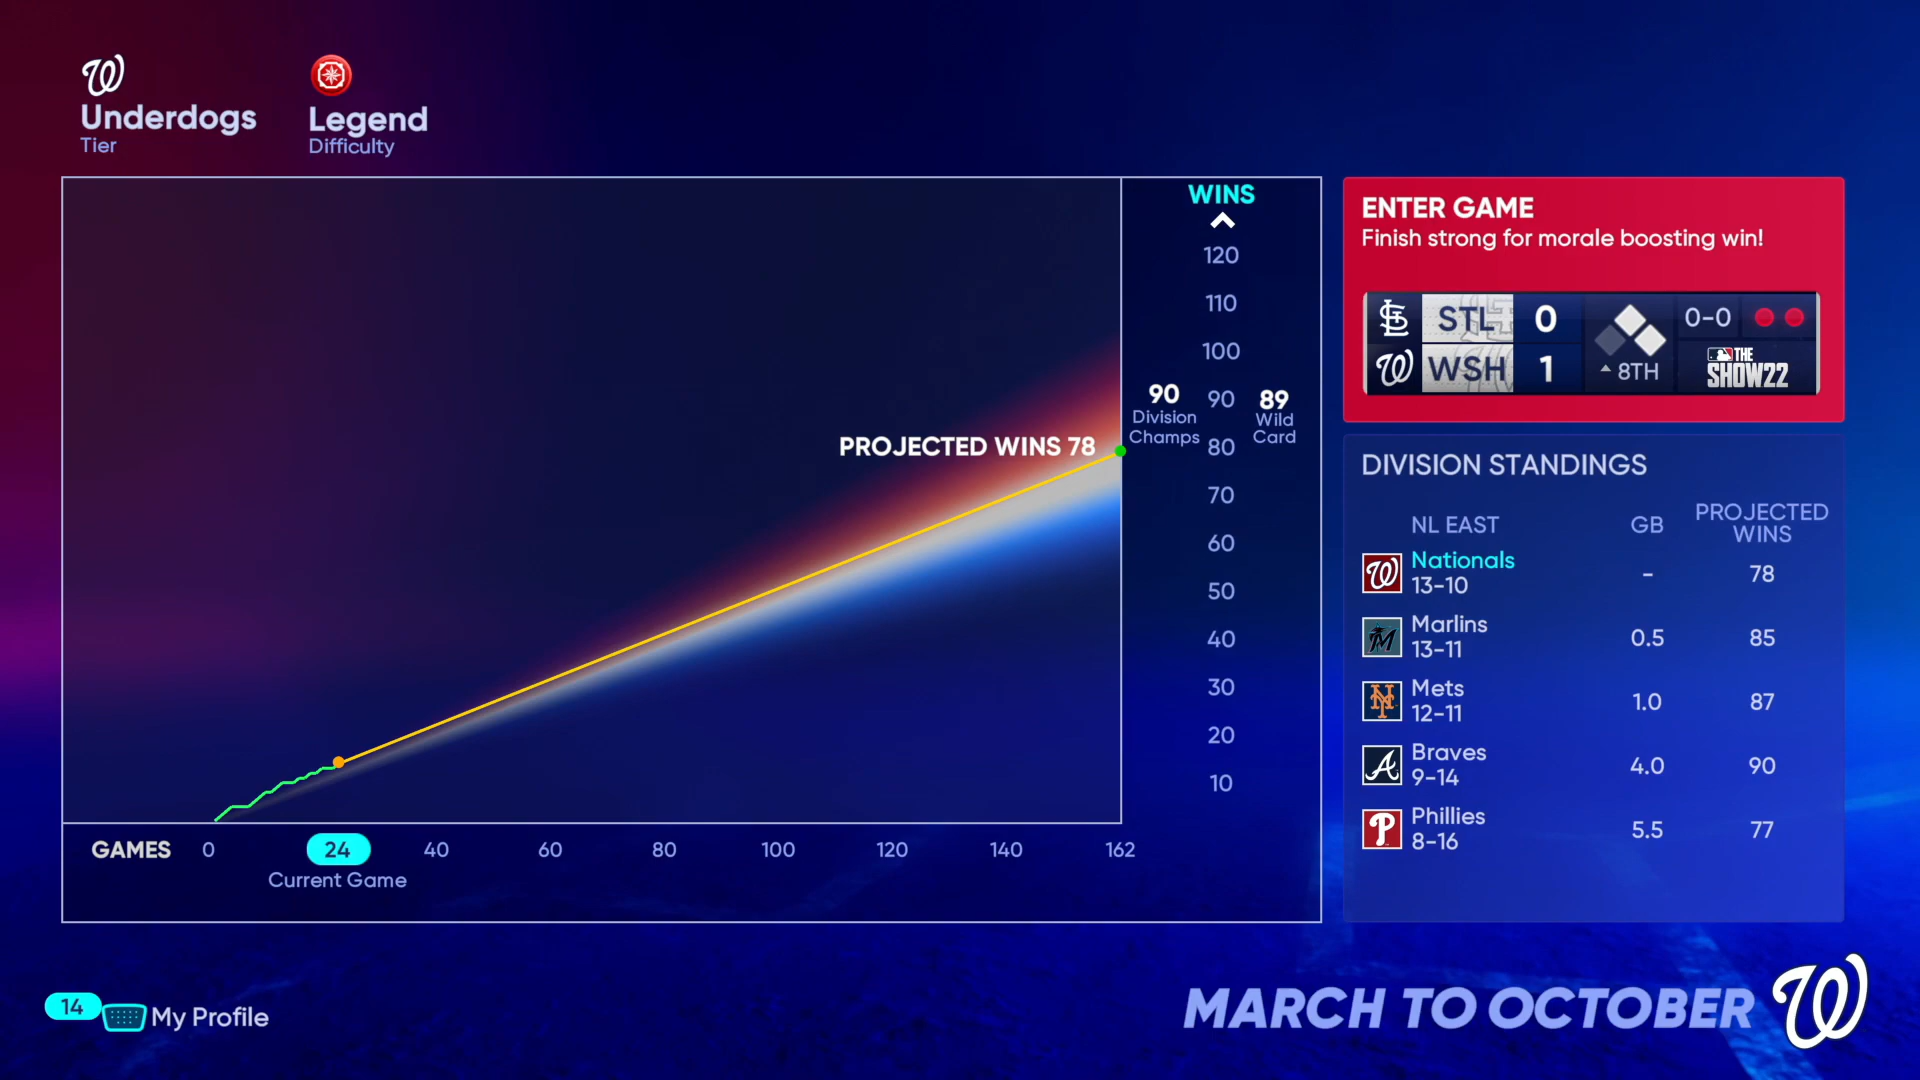 Underdogs
Tier
Legend
Difficulty
WINS
120
110
100
90
80
70
60
50
40
30
20
10
90
Division
Champs
89
Wild
Card
PROJECTED WINS 78
GAMES 0 24 40 60 80 100 120 140 162
Current Game
ENTER GAME
Finish strong for morale boosting win!
STL 0 0-0
WSH 1 8TH THE SHOW22
DIVISION STANDINGS
NL EAST GB PROJECTED WINS
Nationals
13-10 - 78
Marlins
13-11 0.5 85
Mets
12-11 1.0 87
Braves
9-14 4.0 90
Phillies
8-16 5.5 77
14 My Profile
MARCH TO OCTOBER W